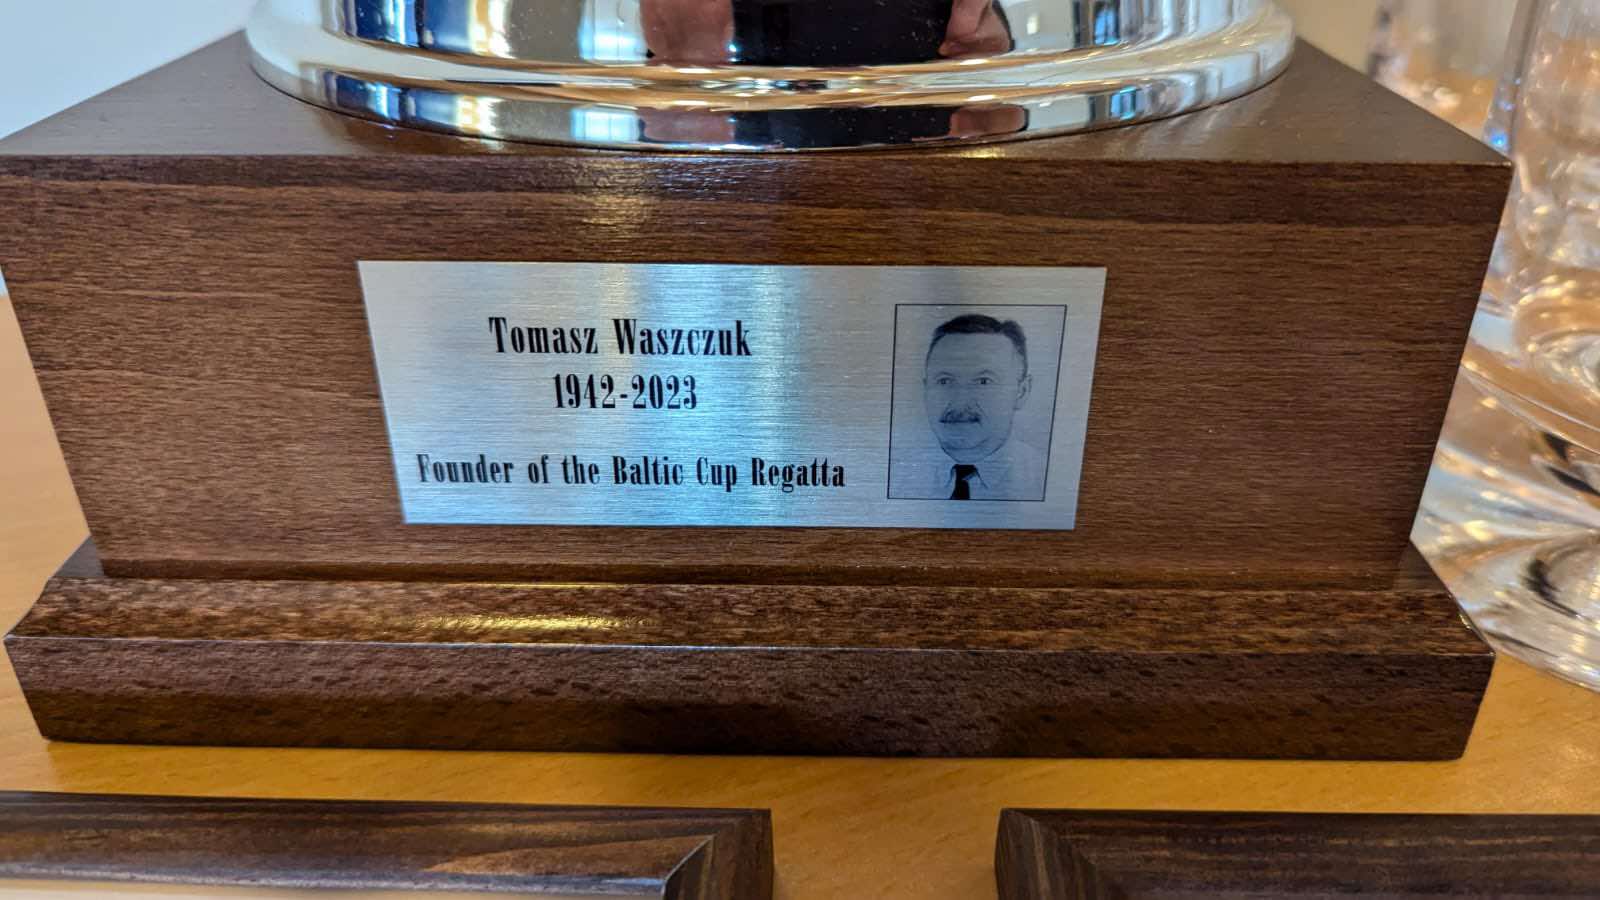 Tomasz Waszczuk
1942-2023
Founder of the Baltic Cup Regatta